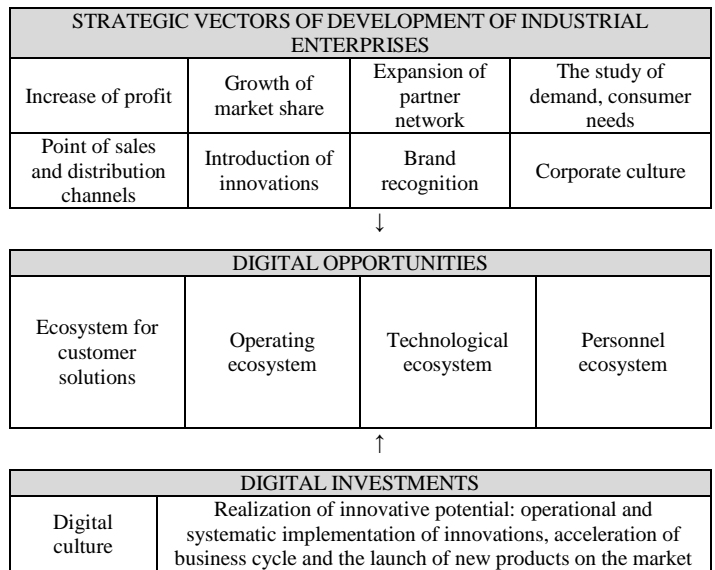 STRATEGIC VECTORS OF DEVELOPMENT OF INDUSTRIAL
ENTERPRISES
Increase of profit
Growth of
market share
Expansion of
partner
network
The study of
demand, consumer
needs
Point of sales
and distribution
channels
Introduction of
innovations
Brand
recognition
Corporate culture
↓
DIGITAL OPPORTUNITIES
Ecosystem for
customer
solutions
Operating
ecosystem
Technological
ecosystem
Personnel
ecosystem
↑
DIGITAL INVESTMENTS
Digital
culture
Realization of innovative potential: operational and
systematic implementation of innovations, acceleration of
business cycle and the launch of new products on the market